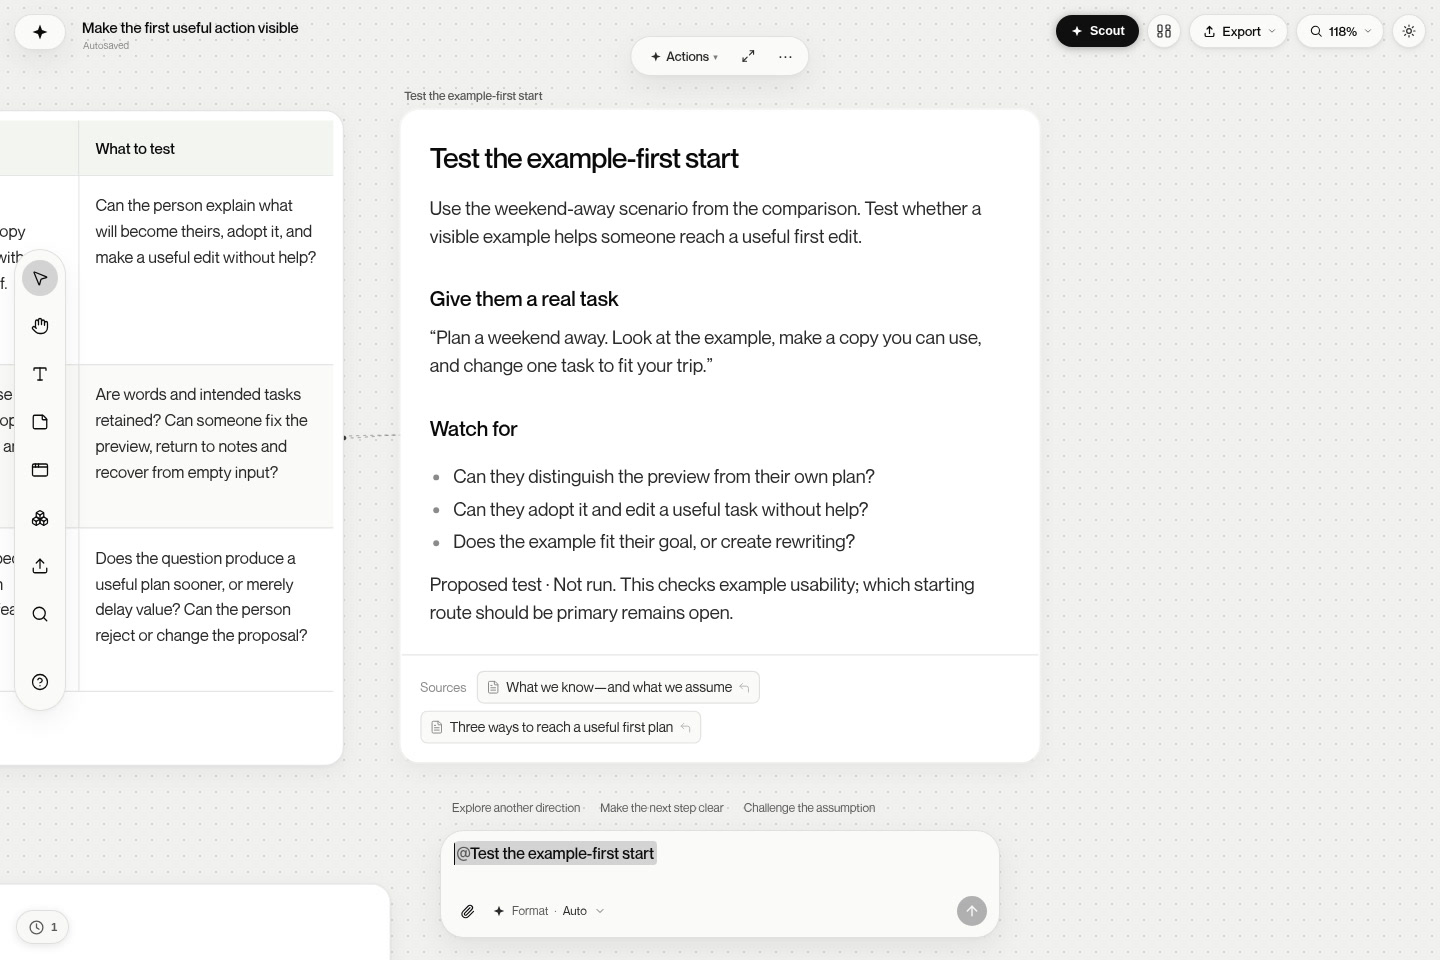 Make the first useful action visible
Autosaved
Scout
Export
118%
Actions
Test the example-first start
What to test
Can the person explain what
will become theirs, adopt it, and
make a useful edit without help?
Are words and intended tasks
retained? Can someone fix the
preview, return to notes and
recover from empty input?
Does the question produce a
useful plan sooner, or merely
delay value? Can the person
reject or change the proposal?
Test the example-first start
Use the weekend-away scenario from the comparison. Test whether a
visible example helps someone reach a useful first edit.
Give them a real task
“Plan a weekend away. Look at the example, make a copy you can use,
and change one task to fit your trip.”
Watch for
• Can they distinguish the preview from their own plan?
• Can they adopt it and edit a useful task without help?
• Does the example fit their goal, or create rewriting?
Proposed test · Not run. This checks example usability; which starting
route should be primary remains open.
Sources
What we know—and what we assume
Three ways to reach a useful first plan
Explore another direction · Make the next step clear · Challenge the assumption
@Test the example-first start
Format · Auto
1